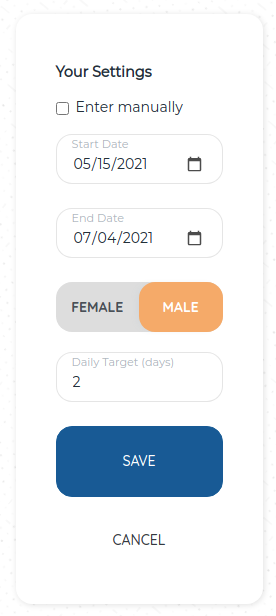 Your Settings
Enter manually
Start Date
05/15/2021
End Date
07/04/2021
FEMALE MALE
Daily Target (days)
2
SAVE
CANCEL